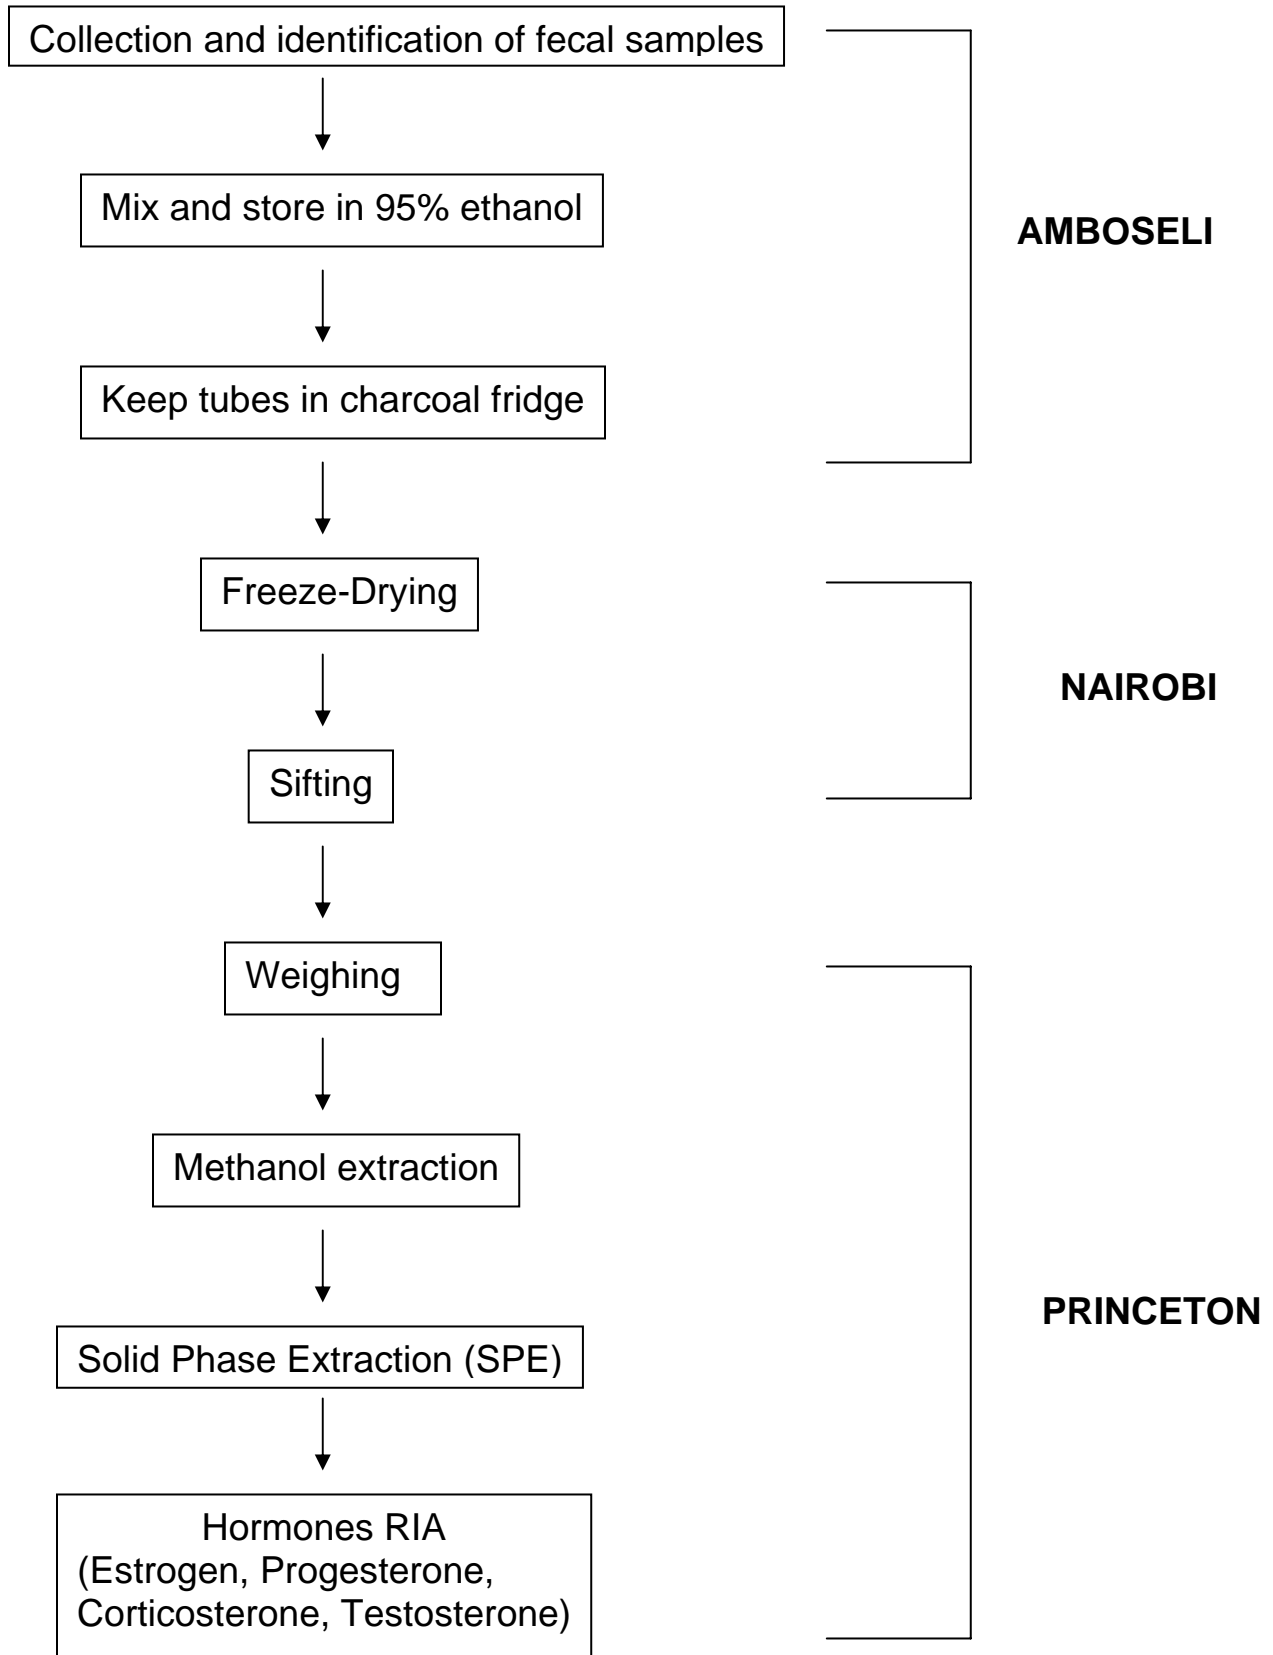 Collection and identification of fecal samples
Mix and store in 95% ethanol
AMBOSELI
Keep tubes in charcoal fridge
Freeze-Drying
NAIROBI
Sifting
Weighing
Methanol extraction
PRINCETON
Solid Phase Extraction (SPE)
Hormones RIA
(Estrogen, Progesterone,
Corticosterone, Testosterone)